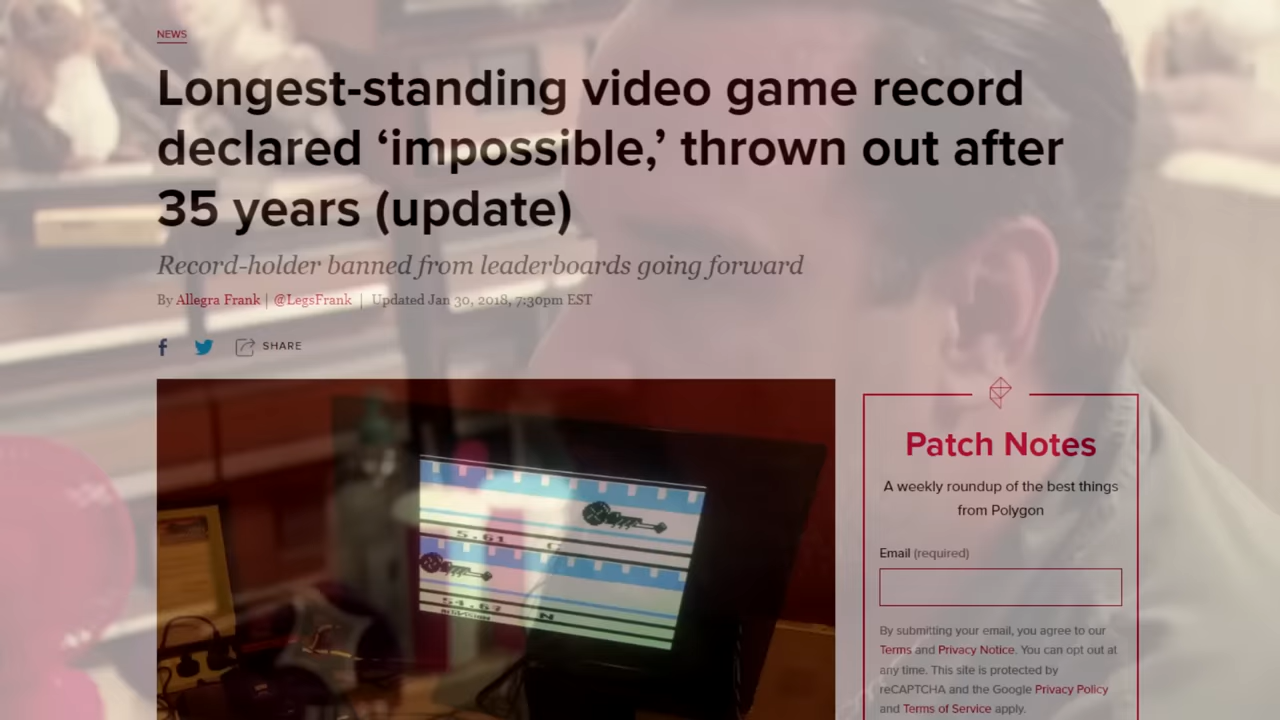 NEWS
Longest-standing video game record
declared ‘impossible,’ thrown out after
35 years (update)
Record-holder banned from leaderboards going forward
By Allegra Frank | @LegsFrank | Updated Jan 30, 2018, 7:30pm EST
SHARE
5.61 C
54.67 N
Patch Notes
A weekly roundup of the best things
from Polygon
Email (required)
By submitting your email, you agree to our
Terms and Privacy Notice. You can opt out at
any time. This site is protected by
reCAPTCHA and the Google Privacy Policy
and Terms of Service apply.